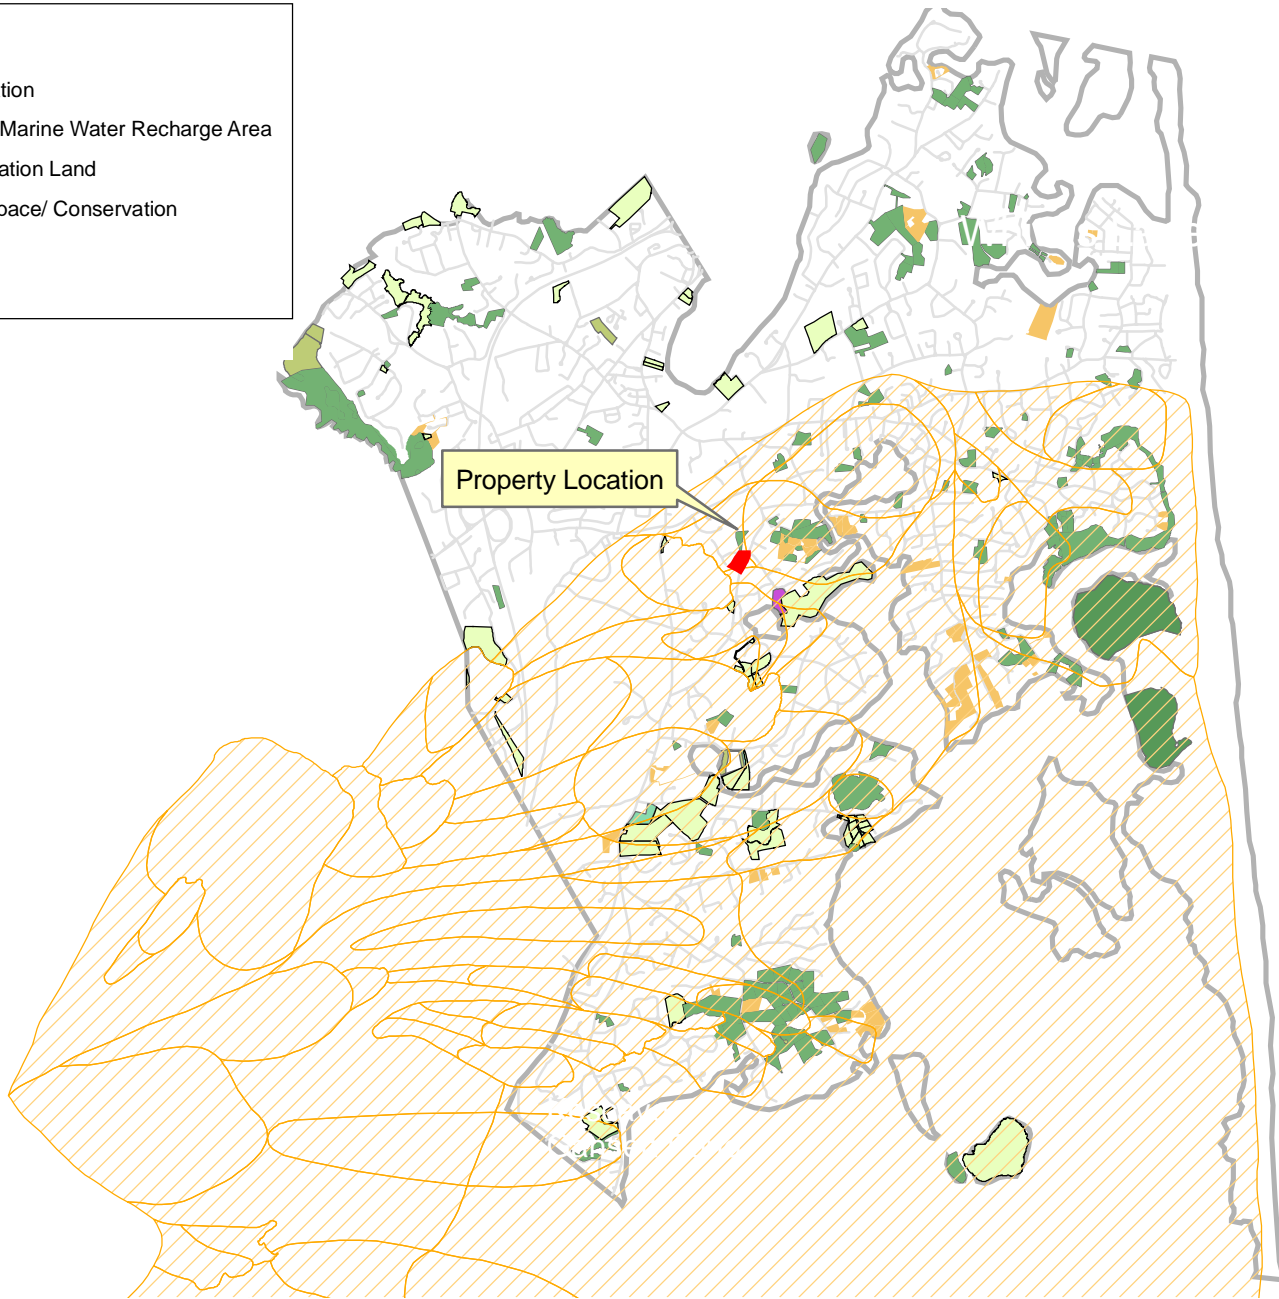 tion
Marine Water Recharge Area
ation Land
pace/ Conservation
Property Location